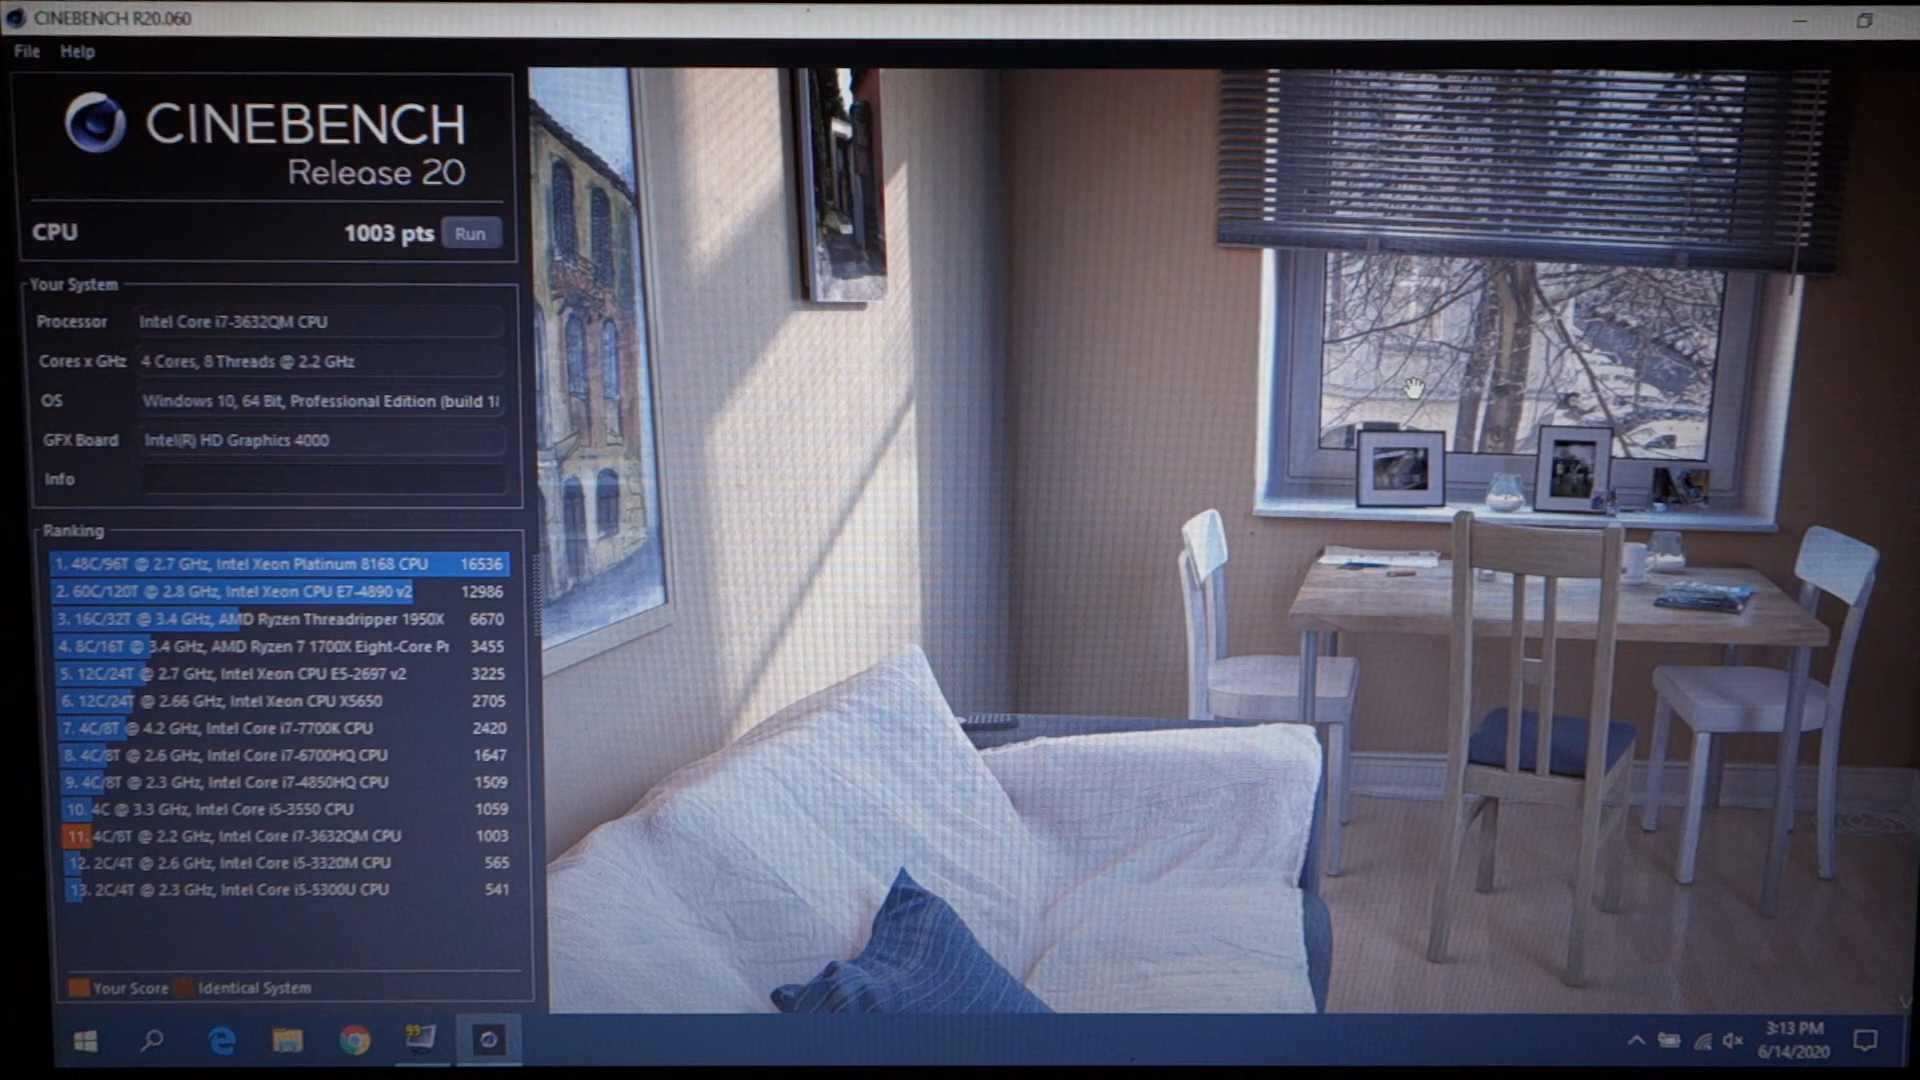 CINEBENCH R20.060
File Help
CINEBENCH
Release 20
CPU 1003 pts Run
Your System
Processor Intel Core i7-3632QM CPU
Cores x GHz 4 Cores, 8 Threads @ 2.2 GHz
OS Windows 10, 64 Bit, Professional Edition (build 18
GFX Board Intel(R) HD Graphics 4000
Info
Ranking
1. 48C/96T @ 2.7 GHz, Intel Xeon Platinum 8168 CPU 16536
2. 60C/120T @ 2.8 GHz, Intel Xeon CPU E7-4890 v2 12986
3. 16C/32T @ 3.4 GHz, AMD Ryzen Threadripper 1950X 6670
4. 8C/16T @ 3.4 GHz, AMD Ryzen 7 1700X Eight-Core Pr 3455
5. 12C/24T @ 2.7 GHz, Intel Xeon CPU E5-2697 v2 3225
6. 12C/24T @ 2.66 GHz, Intel Xeon CPU X5650 2705
7. 4C/8T @ 4.2 GHz, Intel Core i7-7700K CPU 2420
8. 4C/8T @ 2.6 GHz, Intel Core i7-6700HQ CPU 1647
9. 4C/8T @ 2.3 GHz, Intel Core i7-4850HQ CPU 1509
10. 4C @ 3.3 GHz, Intel Core i5-3550 CPU 1059
11. 4C/8T @ 2.2 GHz, Intel Core i7-3632QM CPU 1003
12. 2C/4T @ 2.6 GHz, Intel Core i5-3320M CPU 565
13. 2C/4T @ 2.3 GHz, Intel Core i5-5300U CPU 541
Your Score Identical System
99
3:13 PM
6/14/2020